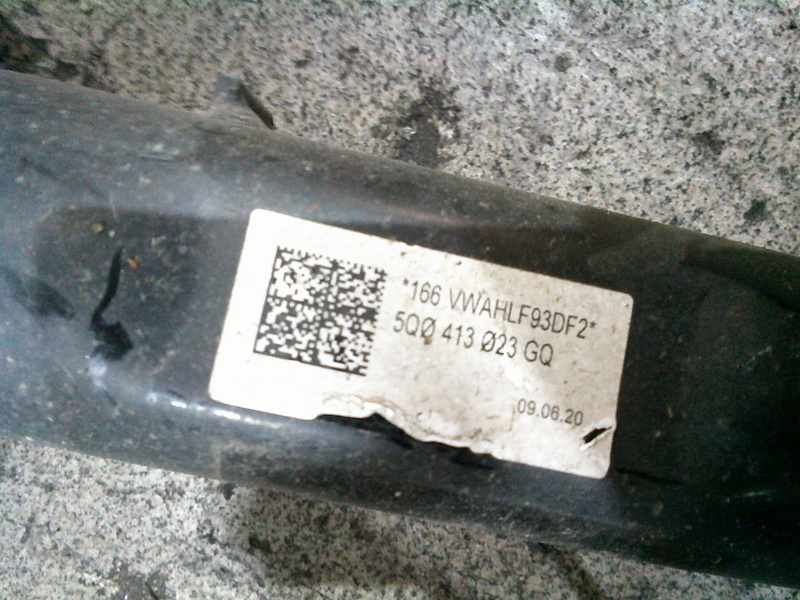 *166 VWAHLF93DF2*
5QØ 413 Ø23 GQ
09.06.20